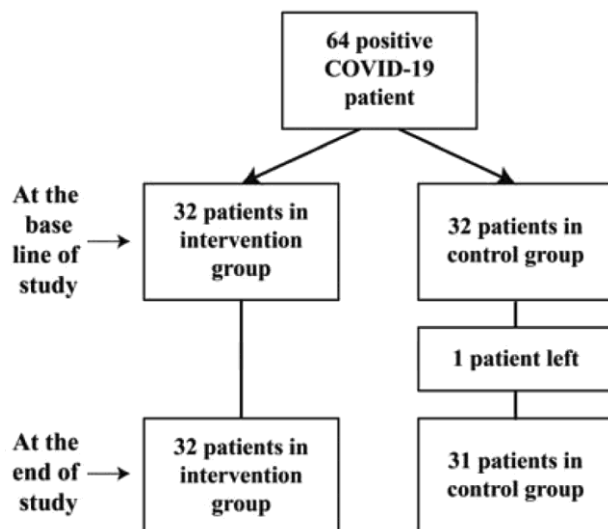 64 positive
COVID-19
patient
At the
base
line of
study
32 patients in
intervention
group
32 patients in
control group
1 patient left
At the
end of
study
32 patients in
intervention
group
31 patients in
control group